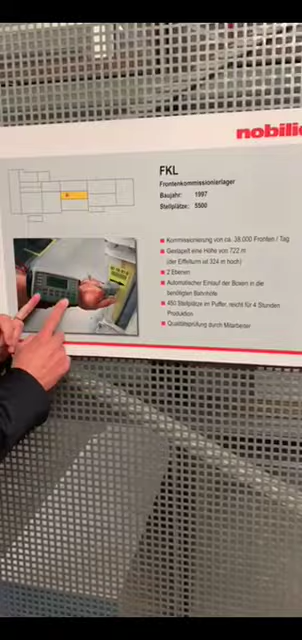 nobilia
FKL
Frontenkommissionierlager
Baujahr: 1997
Stellplätze: 5500
Kommissionierung von ca. 38.000 Fronten / Tag
Gestapelt eine Höhe von 722 m
(der Eiffelturm ist 324 m hoch)
2 Ebenen
Automatischer Einlauf der Boxen in die
benötigten Bahnhöfe
450 Stellplätze im Puffer, reicht für 4 Stunden
Produktion
Qualitätsprüfung durch Mitarbeiter